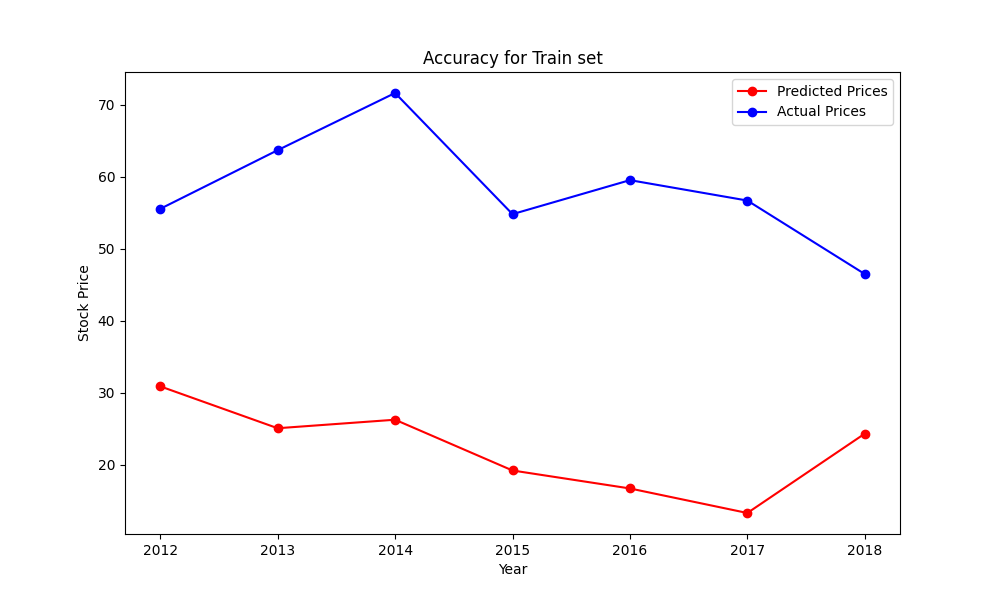 Accuracy for Train set
Predicted Prices
Actual Prices
70
60
50
40
30
20
Stock Price
2012 2013 2014 2015 2016 2017 2018
Year